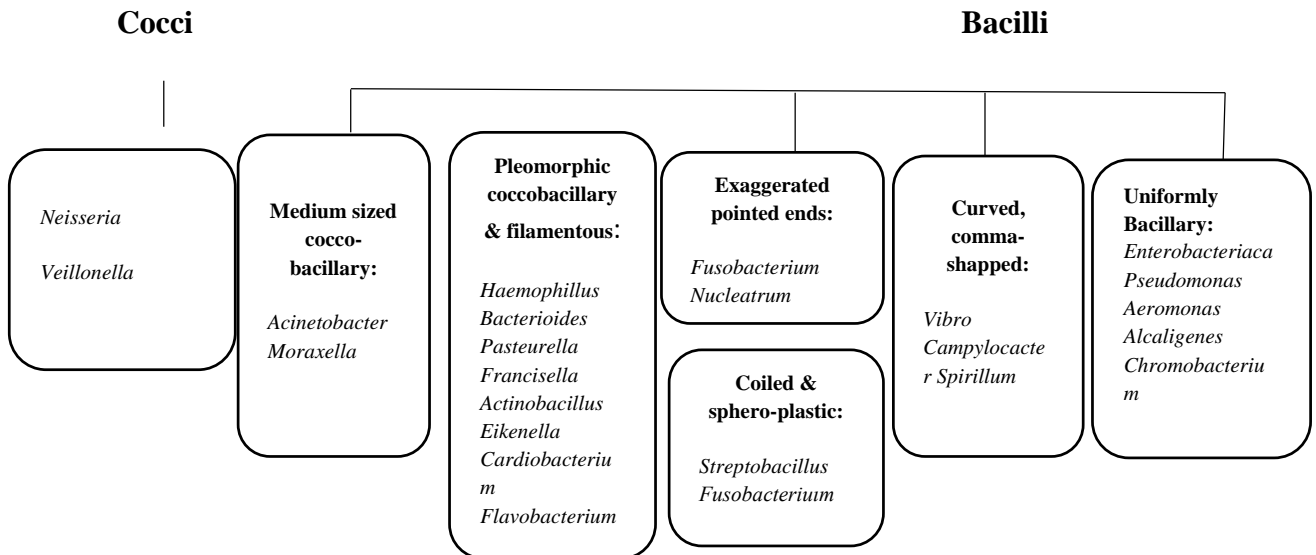 Cocci
Bacilli
Neisseria
Veillonella
Medium sized
cocco-
bacillary:
Acinetobacter
Moraxella
Pleomorphic
coccobacillary
& filamentous:
Haemophillus
Bacterioides
Pasteurella
Francisella
Actinobacillus
Eikenella
Cardiobacteriu
m
Flavobacterium
Exaggerated
pointed ends:
Fusobacterium
Nucleatrum
Coiled &
sphero-plastic:
Streptobacillus
Fusobacteriuım
Curved,
comma-
shapped:
Vibro
Campylocacte
r Spirillum
Uniformly
Bacillary:
Enterobacteriaca
Pseudomonas
Aeromonas
Alcaligenes
Chromobacteriu
m